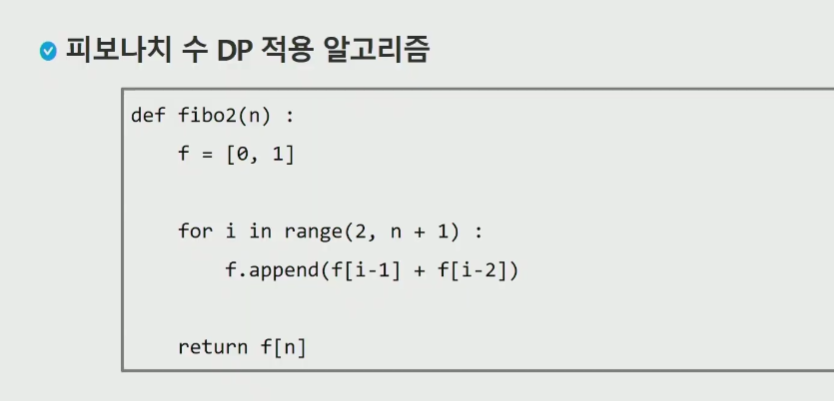 피보나치 수 DP 적용 알고리즘
def fibo2(n) :
    f = [0, 1]
    for i in range(2, n + 1) :
        f.append(f[i-1] + f[i-2])
    return f[n]